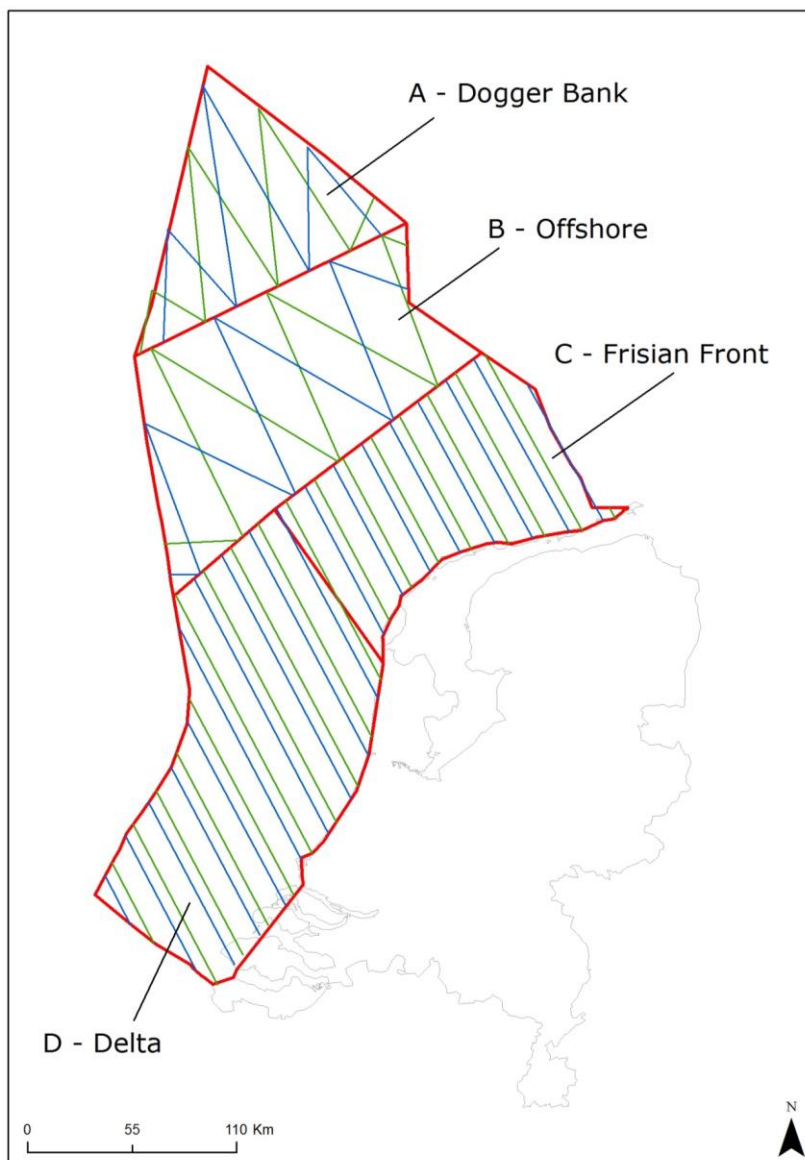 A - Dogger Bank
B - Offshore
C - Frisian Front
D - Delta
0 55 110 Km
N